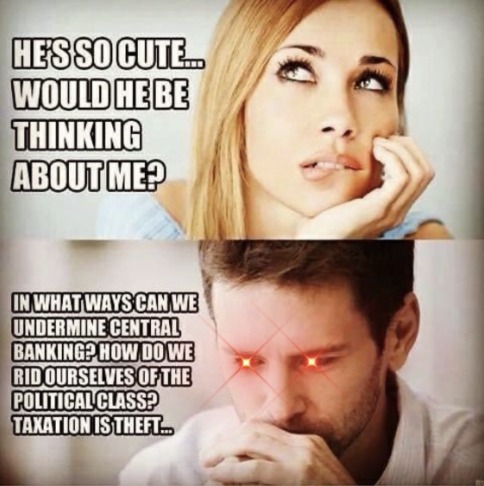 HE'S SO CUTE...
WOULD HE BE
THINKING
ABOUT ME?
IN WHAT WAYS CAN WE
UNDERMINE CENTRAL
BANKING? HOW DO WE
RID OURSELVES OF THE
POLITICAL CLASS?
TAXATION IS THEFT...